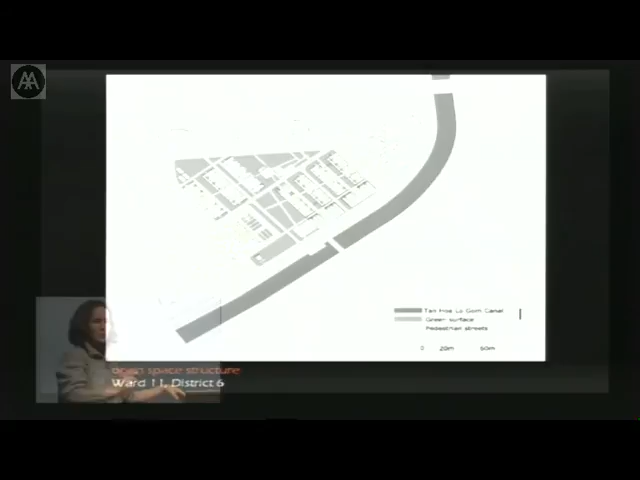 AA
Tan Hoa Lo Gom Canal
Green surface
Pedestrian streets
0 20m 60m
open space structure
Ward 11, District 6